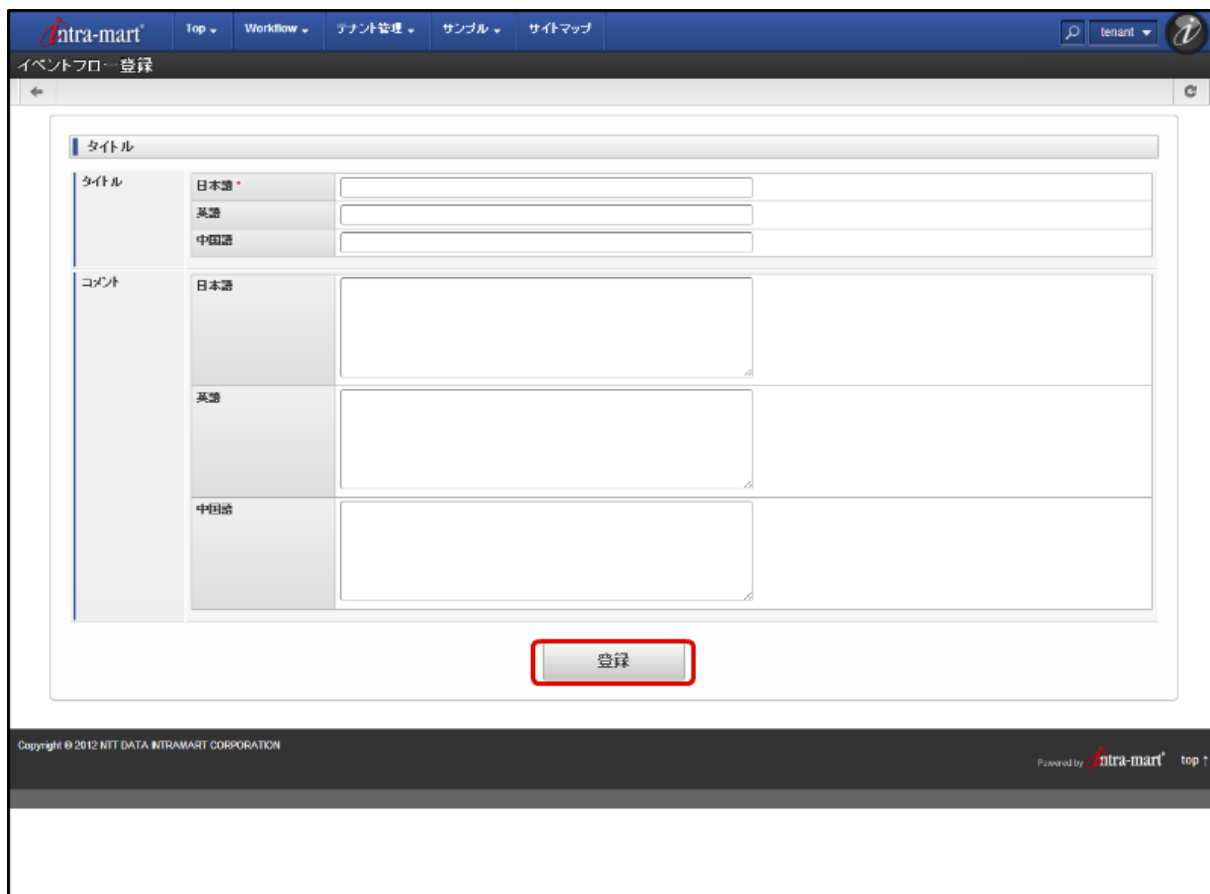 intra-mart® Top Workflow テナント管理 サンプル サイトマップ tenant
イベントフロー登録
タイトル
タイトル 日本語 *
英語
中国語
コメント 日本語
英語
中国語
登録
Copyright © 2012 NTT DATA INTRAMART CORPORATION
Powered by intra-mart® top ↑